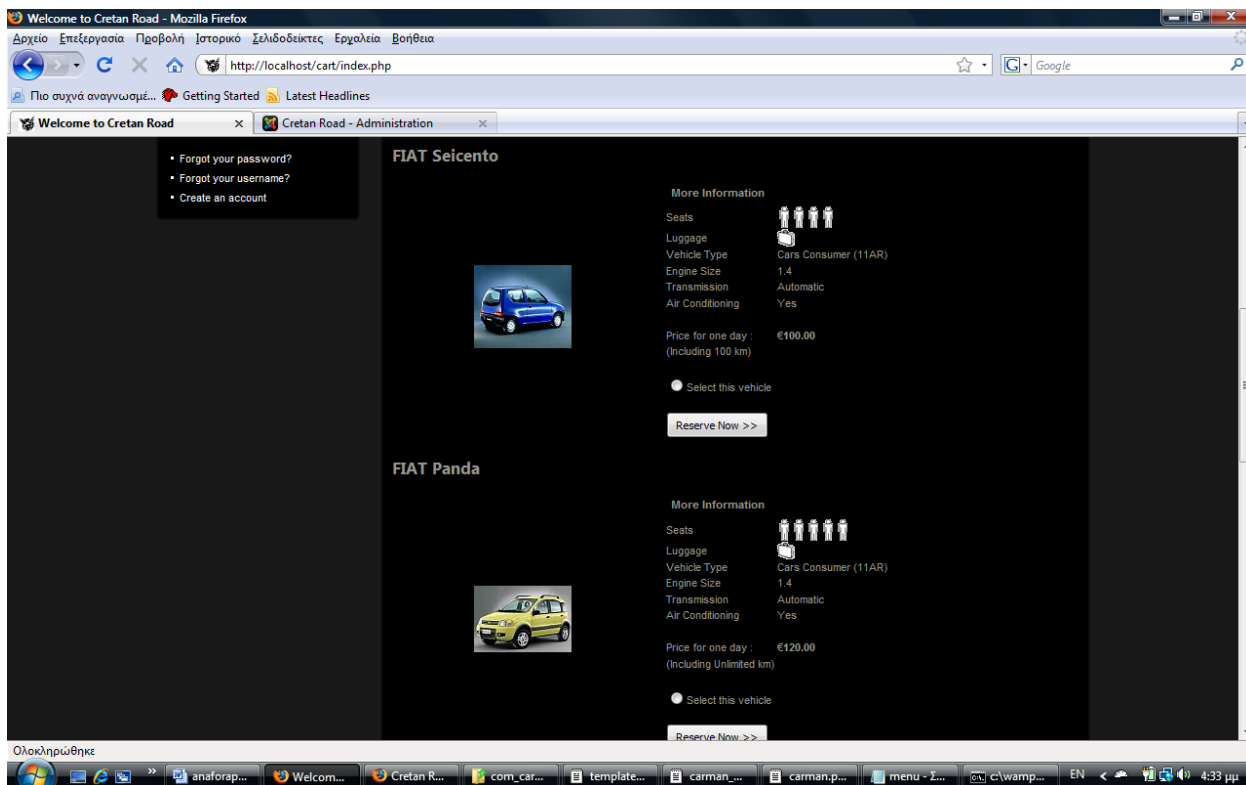 Welcome to Cretan Road - Mozilla Firefox
Αρχείο Επεξεργασία Προβολή Ιστορικό Σελιδοδείκτες Εργαλεία Βοήθεια
http://localhost/cart/index.php
Google
Πιο συχνά αναγνωσμέ... Getting Started Latest Headlines
Welcome to Cretan Road Cretan Road - Administration
Forgot your password?
Forgot your username?
Create an account
FIAT Seicento
More Information
Seats
Luggage
Vehicle Type Cars Consumer (11AR)
Engine Size 1.4
Transmission Automatic
Air Conditioning Yes
Price for one day : €100.00
(Including 100 km)
Select this vehicle
Reserve Now >>
FIAT Panda
More Information
Seats
Luggage
Vehicle Type Cars Consumer (11AR)
Engine Size 1.4
Transmission Automatic
Air Conditioning Yes
Price for one day : €120.00
(Including Unlimited km)
Select this vehicle
Reserve Now >>
Ολοκληρώθηκε
anaforap... Welcom... Cretan R... com_car... template... carman_... carman.p... menu - Σ... c:\wamp... EN 4:33 μμ